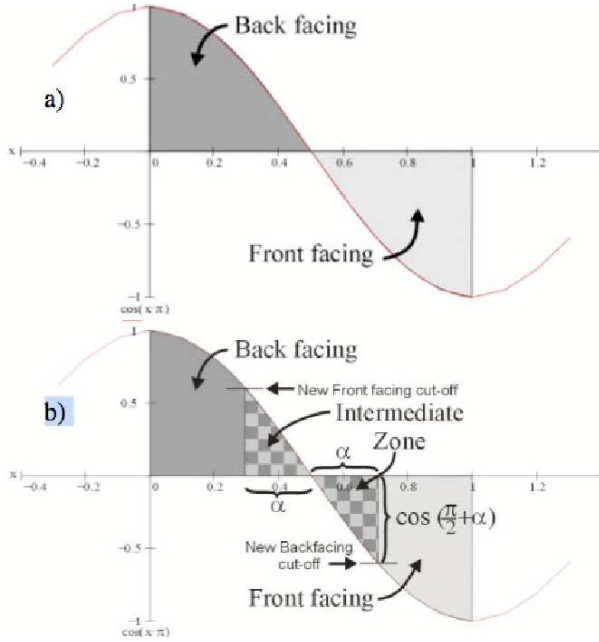 Back facing
1
0.5
a)
x
−0.4 −0.2 0 0.2 0.4 0.6 0.8 1 1.2
−0.5
Front facing
−1
cos(x·π)
1
Back facing
New Front facing cut-off
b)
0.5
Intermediate
Zone
α
x
−0.4 −0.2 0 0.2 0.4 0.6 0.8 1 1.2
α
cos (π/2+α)
−0.5
New Backfacing
cut-off
Front facing
−1
cos(x·π)